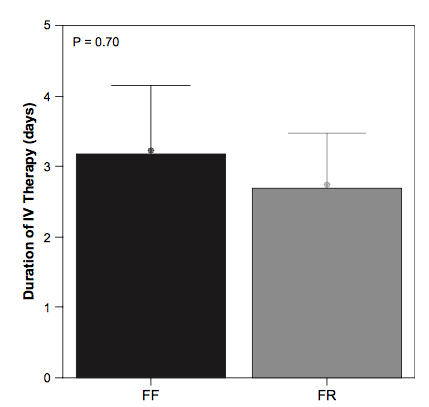 P = 0.70
Duration of IV Therapy (days)
5
4
3
2
1
0
FF
FR